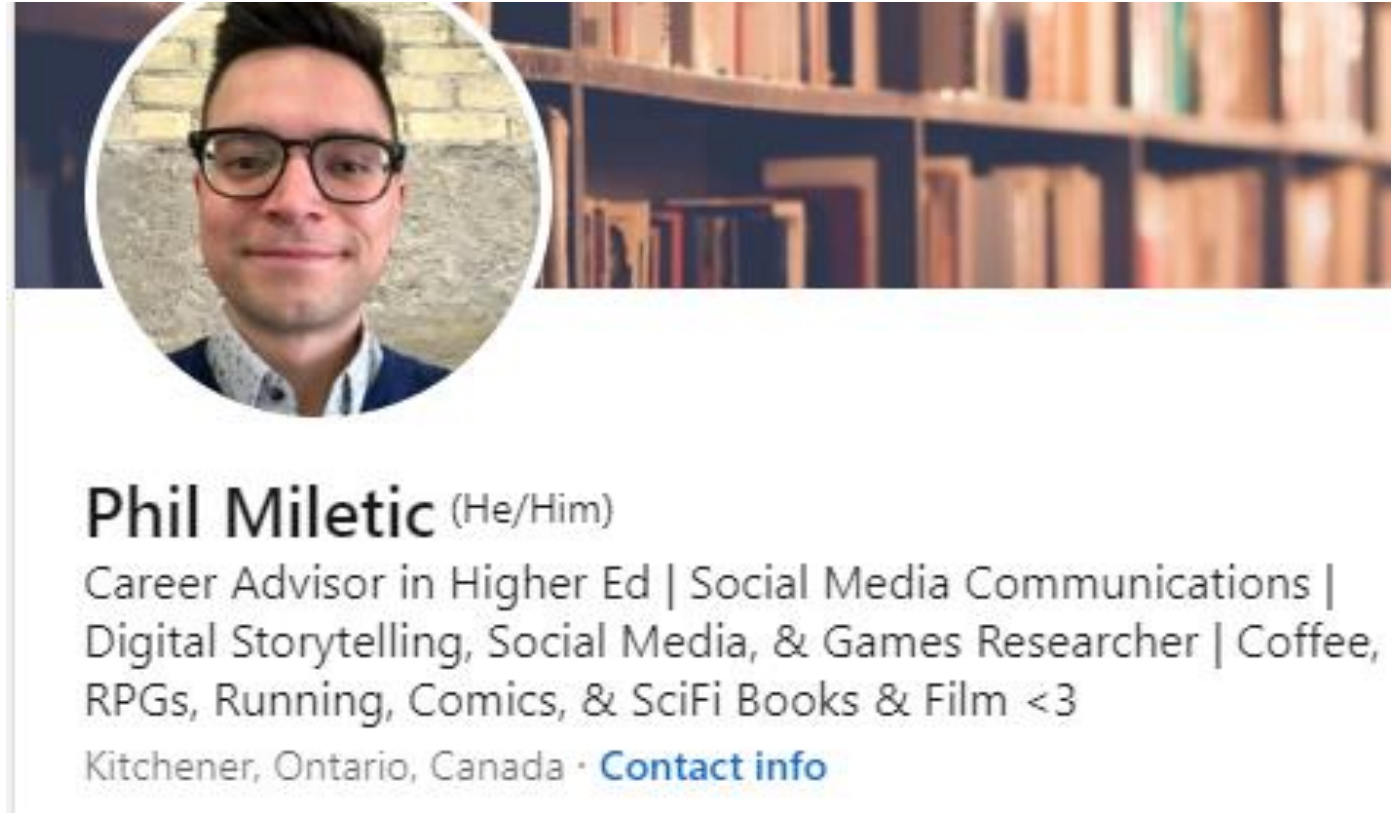 Phil Miletic (He/Him)
Career Advisor in Higher Ed | Social Media Communications |
Digital Storytelling, Social Media, & Games Researcher | Coffee,
RPGs, Running, Comics, & SciFi Books & Film <3
Kitchener, Ontario, Canada · Contact info